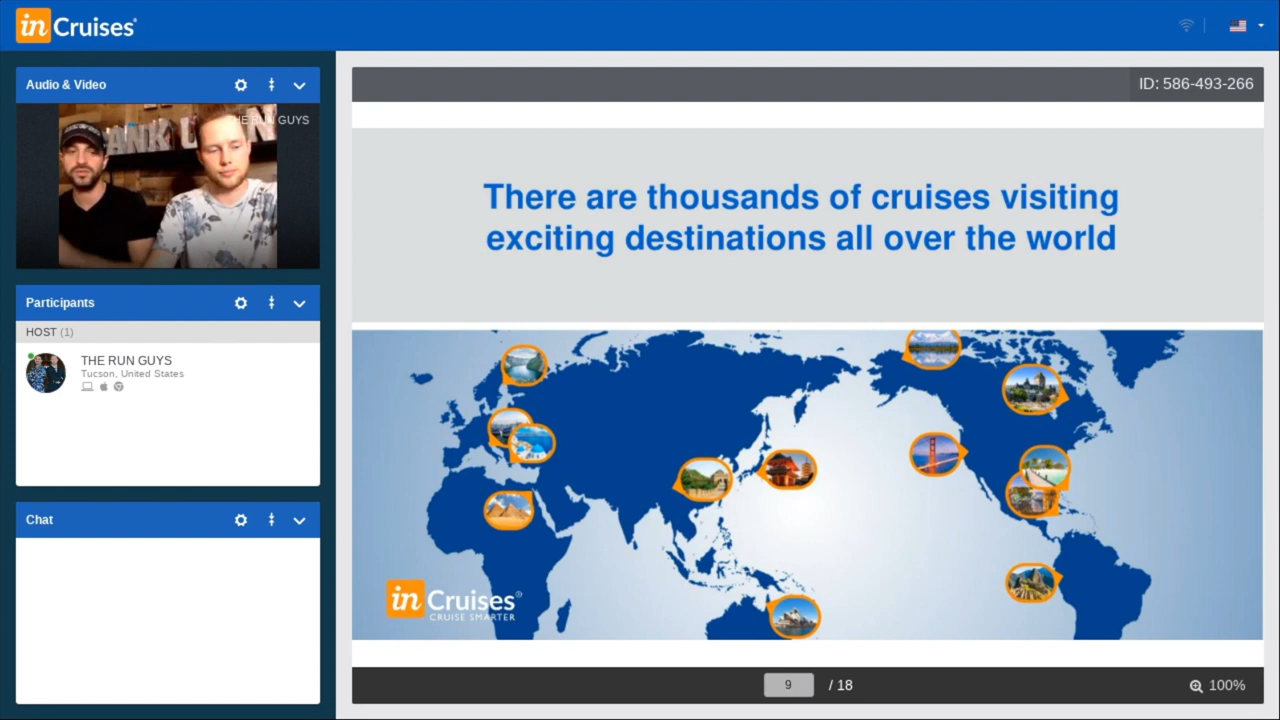 inCruises®
Audio & Video
THE RUN GUYS
Participants
HOST (1)
THE RUN GUYS
Tucson, United States
Chat
ID: 586-493-266
There are thousands of cruises visiting
exciting destinations all over the world
inCruises®
CRUISE SMARTER
9 / 18
100%